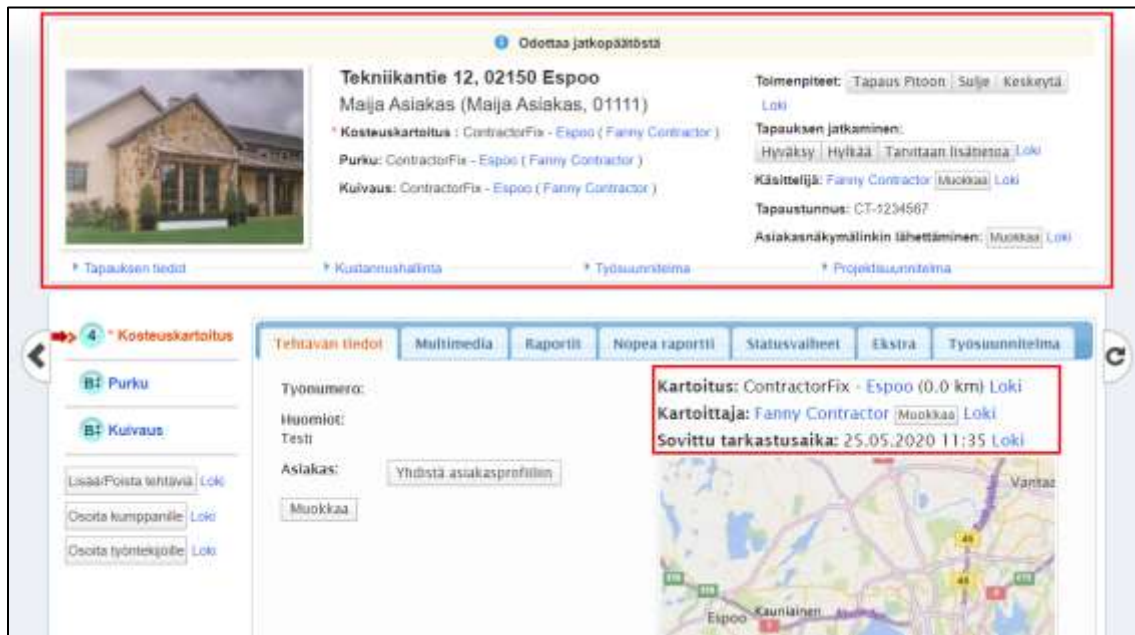 Odottaa jatkopäätöstä
Tekniikantie 12, 02150 Espoo
Maija Asiakas (Maija Asiakas, 01111)
* Kosteuskartoitus : ContractorFix - Espoo ( Fanny Contractor )
Purku: ContractorFix - Espoo ( Fanny Contractor )
Kuivaus: ContractorFix - Espoo ( Fanny Contractor )
Toimenpiteet: Tapaus Pitoon Sulje Keskeytä
Loki
Tapauksen jatkaminen:
Hyväksy Hylkää Tarvitaan lisätietoa Loki
Käsittelijä: Fanny Contractor Muokkaa Loki
Tapaustunnus: CT-1234567
Asiakasnäkymälinkin lähettäminen: Muokkaa Loki
Tapauksen tiedot Kustannushallinta Työsuunnitelma Projektisuunnitelma
4 * Kosteuskartoitus
Purku
Kuivaus
Lisää/Poista tehtäviä Loki
Osoita kumppanille Loki
Osoita työntekijöille Loki
Tehtävän tiedot Multimedia Raportit Nopea raportti Statusvaiheet Ekstra Työsuunnitelma
Työnumero:
Huomiot:
Testi
Asiakas: Yhdistä asiakasprofiiliin
Muokkaa
Kartoitus: ContractorFix - Espoo (0.0 km) Loki
Kartoittaja: Fanny Contractor Muokkaa Loki
Sovittu tarkastusaika: 25.05.2020 11:35 Loki
Vantaa
45
45
Kauniainen
Espoo